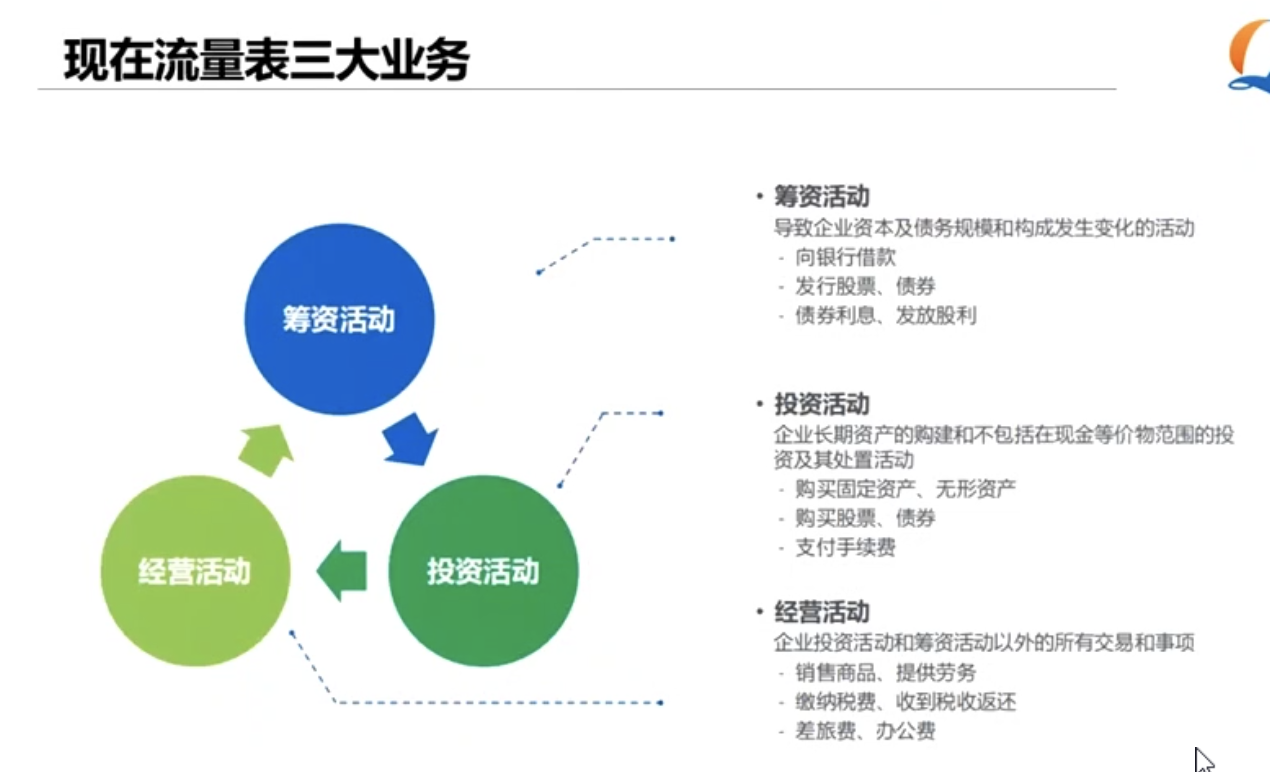 现在流量表三大业务
筹资活动
经营活动
投资活动
• 筹资活动
导致企业资本及债务规模和构成发生变化的活动
- 向银行借款
- 发行股票、债券
- 债券利息、发放股利
• 投资活动
企业长期资产的购建和不包括在现金等价物范围的投
资及其处置活动
- 购买固定资产、无形资产
- 购买股票、债券
- 支付手续费
• 经营活动
企业投资活动和筹资活动以外的所有交易和事项
- 销售商品、提供劳务
- 缴纳税费、收到税收返还
- 差旅费、办公费